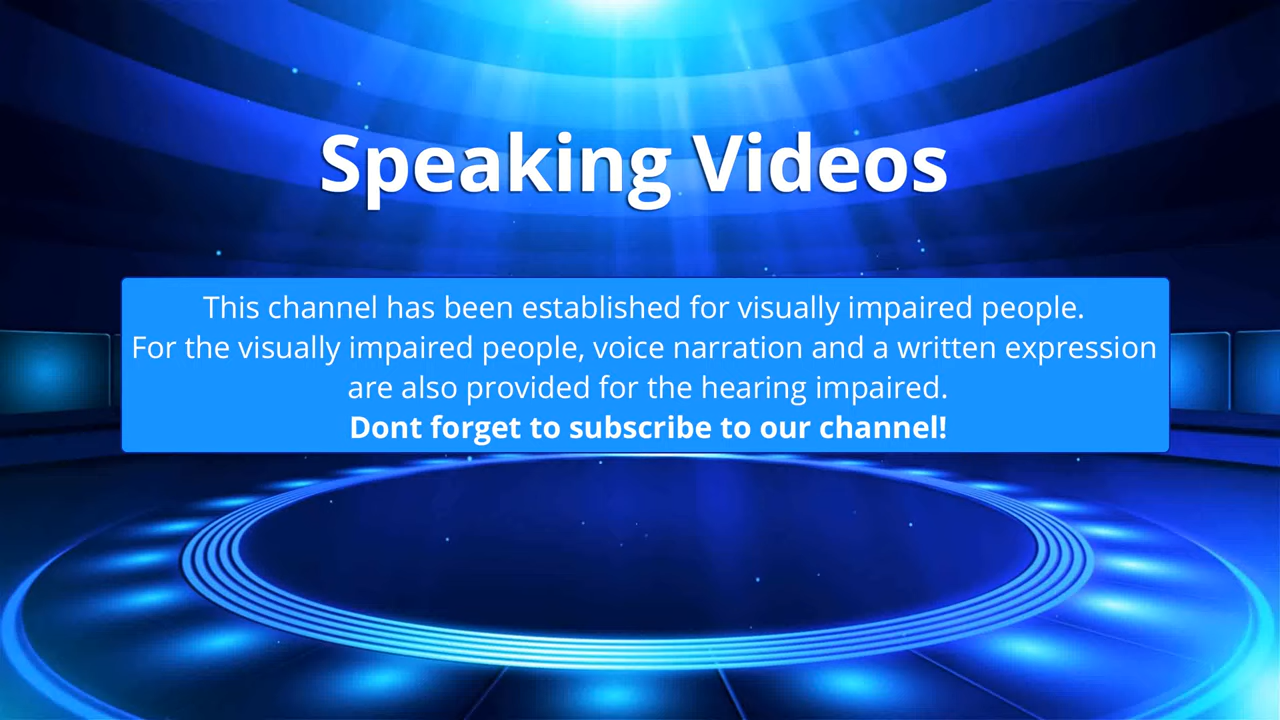 Speaking Videos
This channel has been established for visually impaired people.
For the visually impaired people, voice narration and a written expression
are also provided for the hearing impaired.
Dont forget to subscribe to our channel!